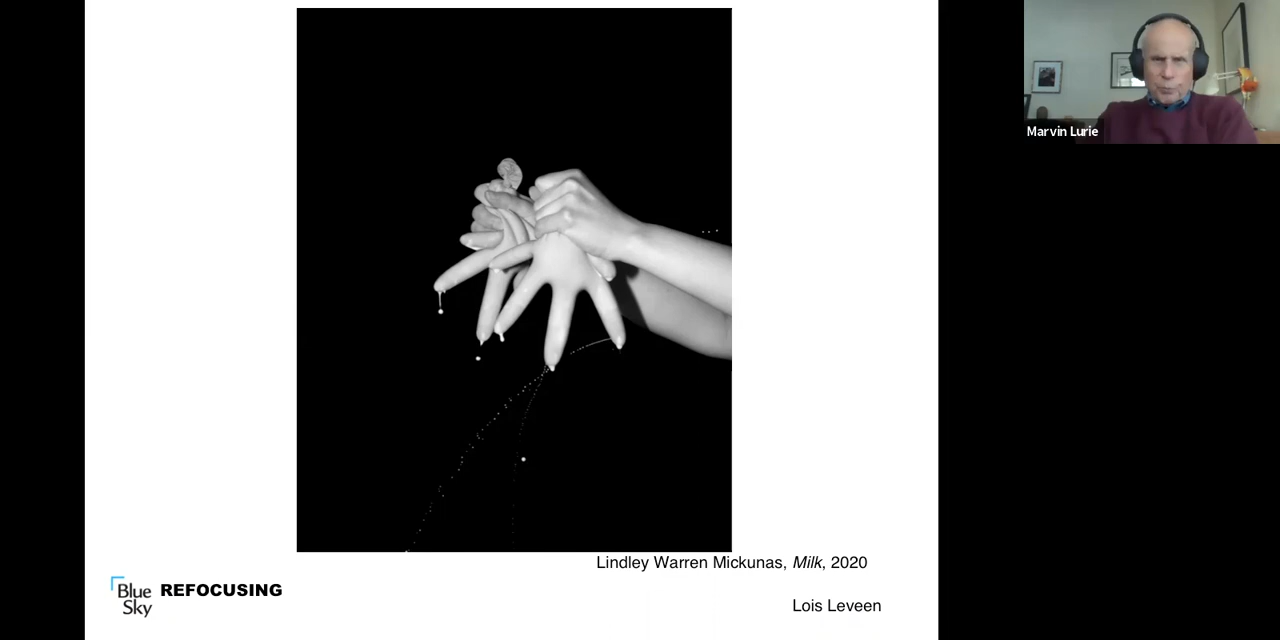 Marvin Lurie
Lindley Warren Mickunas, Milk, 2020
Blue
Sky
REFOCUSING
Lois Leveen